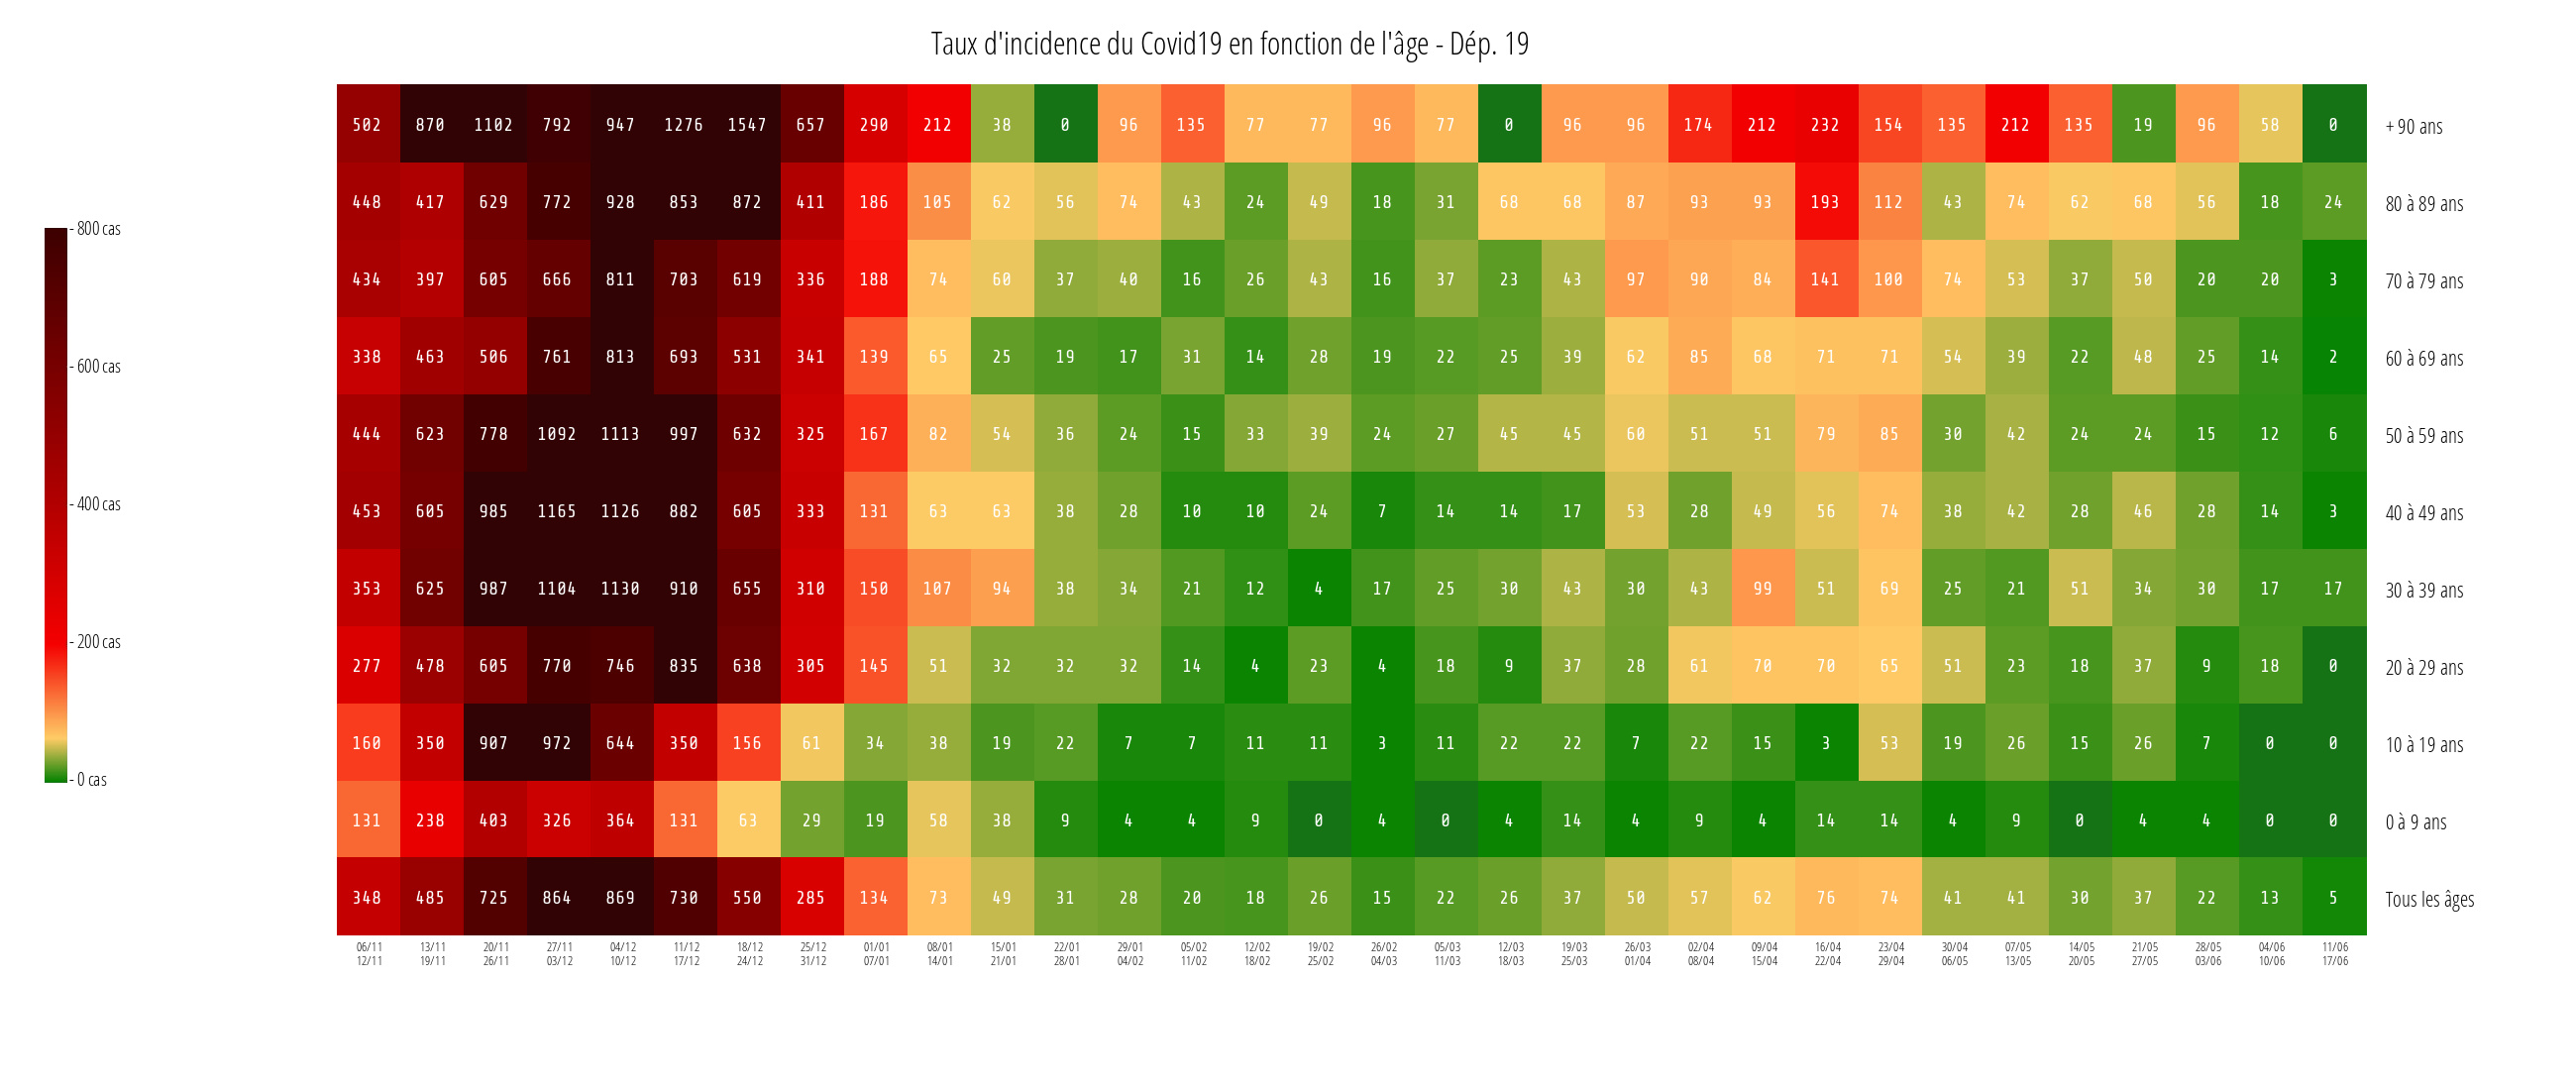 Taux d'incidence du Covid19 en fonction de l'âge - Dép. 19
- 800 cas
- 600 cas
- 400 cas
- 200 cas
- 0 cas
502 870 1102 792 947 1276 1547 657 290 212 38 0 96 135 77 77 96 77 0 96 96 174 212 232 154 135 212 135 19 96 58 0 + 90 ans
448 417 629 772 928 853 872 411 186 105 62 56 74 43 24 49 18 31 68 68 87 93 93 193 112 43 74 62 68 56 18 24 80 à 89 ans
434 397 605 666 811 703 619 336 188 74 60 37 40 16 26 43 16 37 23 43 97 90 84 141 100 74 53 37 50 20 20 3 70 à 79 ans
338 463 506 761 813 693 531 341 139 65 25 19 17 31 14 28 19 22 25 39 62 85 68 71 71 54 39 22 48 25 14 2 60 à 69 ans
444 623 778 1092 1113 997 632 325 167 82 54 36 24 15 33 39 24 27 45 45 60 51 51 79 85 30 42 24 24 15 12 6 50 à 59 ans
453 605 985 1165 1126 882 605 333 131 63 63 38 28 10 10 24 7 14 14 17 53 28 49 56 74 38 42 28 46 28 14 3 40 à 49 ans
353 625 987 1104 1130 910 655 310 150 107 94 38 34 21 12 4 17 25 30 43 30 43 99 51 69 25 21 51 34 30 17 17 30 à 39 ans
277 478 605 770 746 835 638 305 145 51 32 32 32 14 4 23 4 18 9 37 28 61 70 70 65 51 23 18 37 9 18 0 20 à 29 ans
160 350 907 972 644 350 156 61 34 38 19 22 7 7 11 11 3 11 22 22 7 22 15 3 53 19 26 15 26 7 0 0 10 à 19 ans
131 238 403 326 364 131 63 29 19 58 38 9 4 4 9 0 4 0 4 14 4 9 4 14 14 4 9 0 4 4 0 0 0 à 9 ans
348 485 725 864 869 730 550 285 134 73 49 31 28 20 18 26 15 22 26 37 50 57 62 76 74 41 41 30 37 22 13 5 Tous les âges
06/11 13/11 20/11 27/11 04/12 11/12 18/12 25/12 01/01 08/01 15/01 22/01 29/01 05/02 12/02 19/02 26/02 05/03 12/03 19/03 26/03 02/04 09/04 16/04 23/04 30/04 07/05 14/05 21/05 28/05 04/06 11/06
12/11 19/11 26/11 03/12 10/12 17/12 24/12 31/12 07/01 14/01 21/01 28/01 04/02 11/02 18/02 25/02 04/03 11/03 18/03 25/03 01/04 08/04 15/04 22/04 29/04 06/05 13/05 20/05 27/05 03/06 10/06 17/06